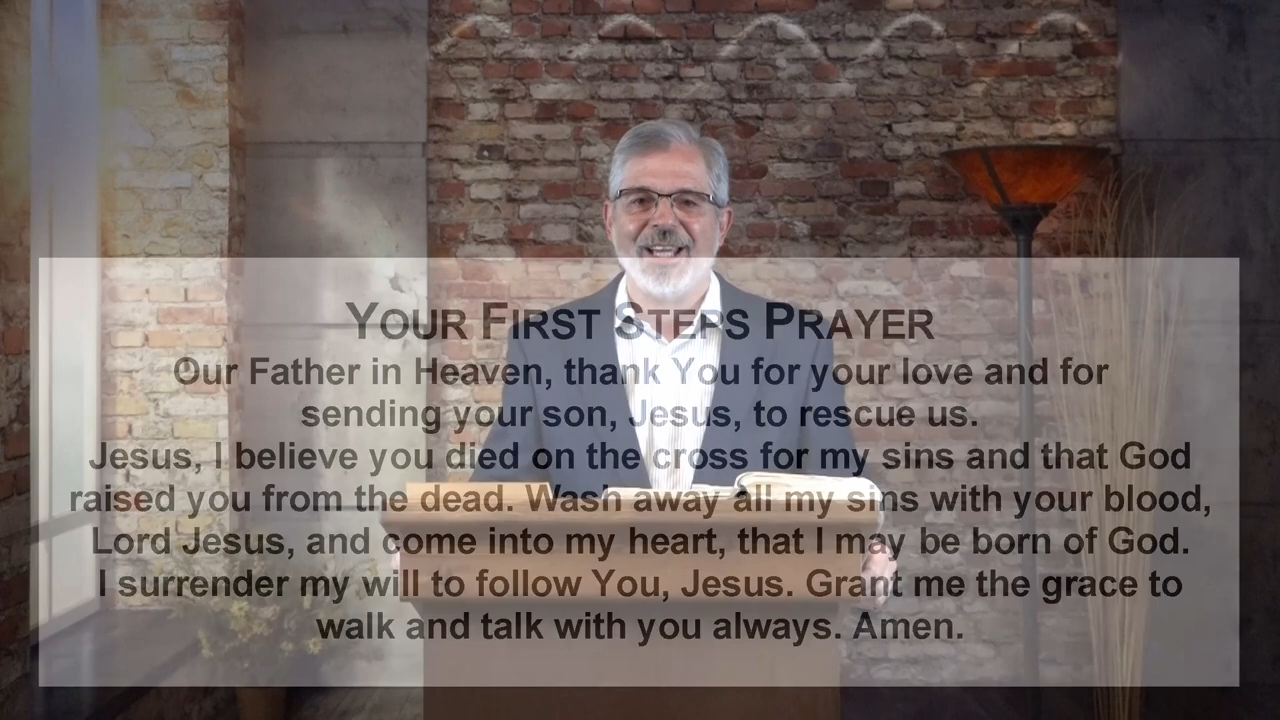 YOUR FIRST STEPS PRAYER
Our Father in Heaven, thank You for your love and for
sending your son, Jesus, to rescue us.
Jesus, I believe you died on the cross for my sins and that God
raised you from the dead. Wash away all my sins with your blood,
Lord Jesus, and come into my heart, that I may be born of God.
I surrender my will to follow You, Jesus. Grant me the grace to
walk and talk with you always. Amen.